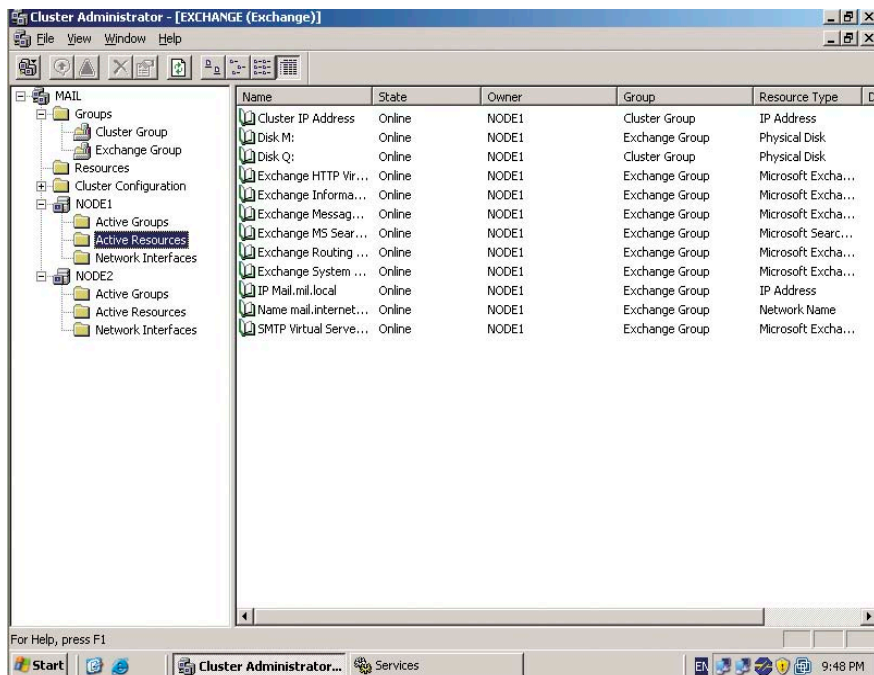 Cluster Administrator - [EXCHANGE (Exchange)]
File View Window Help
MAIL
Groups
Cluster Group
Exchange Group
Resources
Cluster Configuration
NODE1
Active Groups
Active Resources
Network Interfaces
NODE2
Active Groups
Active Resources
Network Interfaces
Name State Owner Group Resource Type D
Cluster IP Address Online NODE1 Cluster Group IP Address
Disk M: Online NODE1 Exchange Group Physical Disk
Disk Q: Online NODE1 Cluster Group Physical Disk
Exchange HTTP Vir... Online NODE1 Exchange Group Microsoft Excha...
Exchange Informa... Online NODE1 Exchange Group Microsoft Excha...
Exchange Messag... Online NODE1 Exchange Group Microsoft Excha...
Exchange MS Sear... Online NODE1 Exchange Group Microsoft Searc...
Exchange Routing ... Online NODE1 Exchange Group Microsoft Excha...
Exchange System ... Online NODE1 Exchange Group Microsoft Excha...
IP Mail.mil.local Online NODE1 Exchange Group IP Address
Name mail.internet... Online NODE1 Exchange Group Network Name
SMTP Virtual Serve... Online NODE1 Exchange Group Microsoft Excha...
For Help, press F1
Start Cluster Administrator... Services EN 9:48 PM